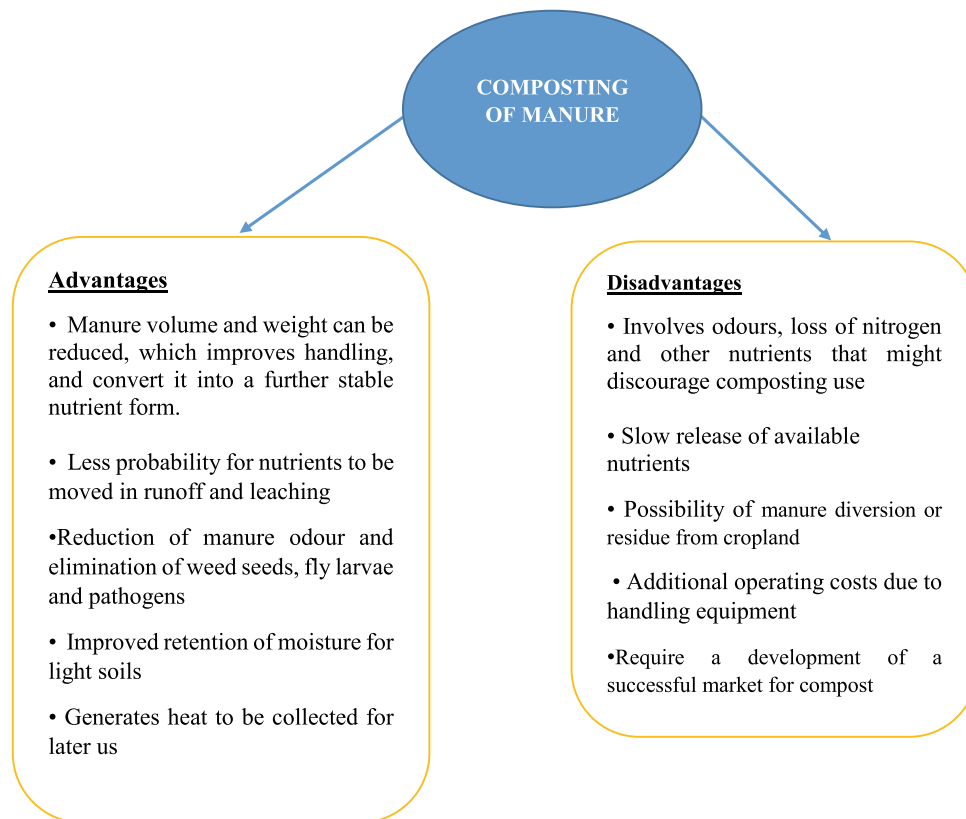 COMPOSTING
OF MANURE
Advantages
• Manure volume and weight can be
reduced, which improves handling,
and convert it into a further stable
nutrient form.
• Less probability for nutrients to be
moved in runoff and leaching
•Reduction of manure odour and
elimination of weed seeds, fly larvae
and pathogens
• Improved retention of moisture for
light soils
• Generates heat to be collected for
later us
Disadvantages
• Involves odours, loss of nitrogen
and other nutrients that might
discourage composting use
• Slow release of available
nutrients
• Possibility of manure diversion or
residue from cropland
• Additional operating costs due to
handling equipment
•Require a development of a
successful market for compost